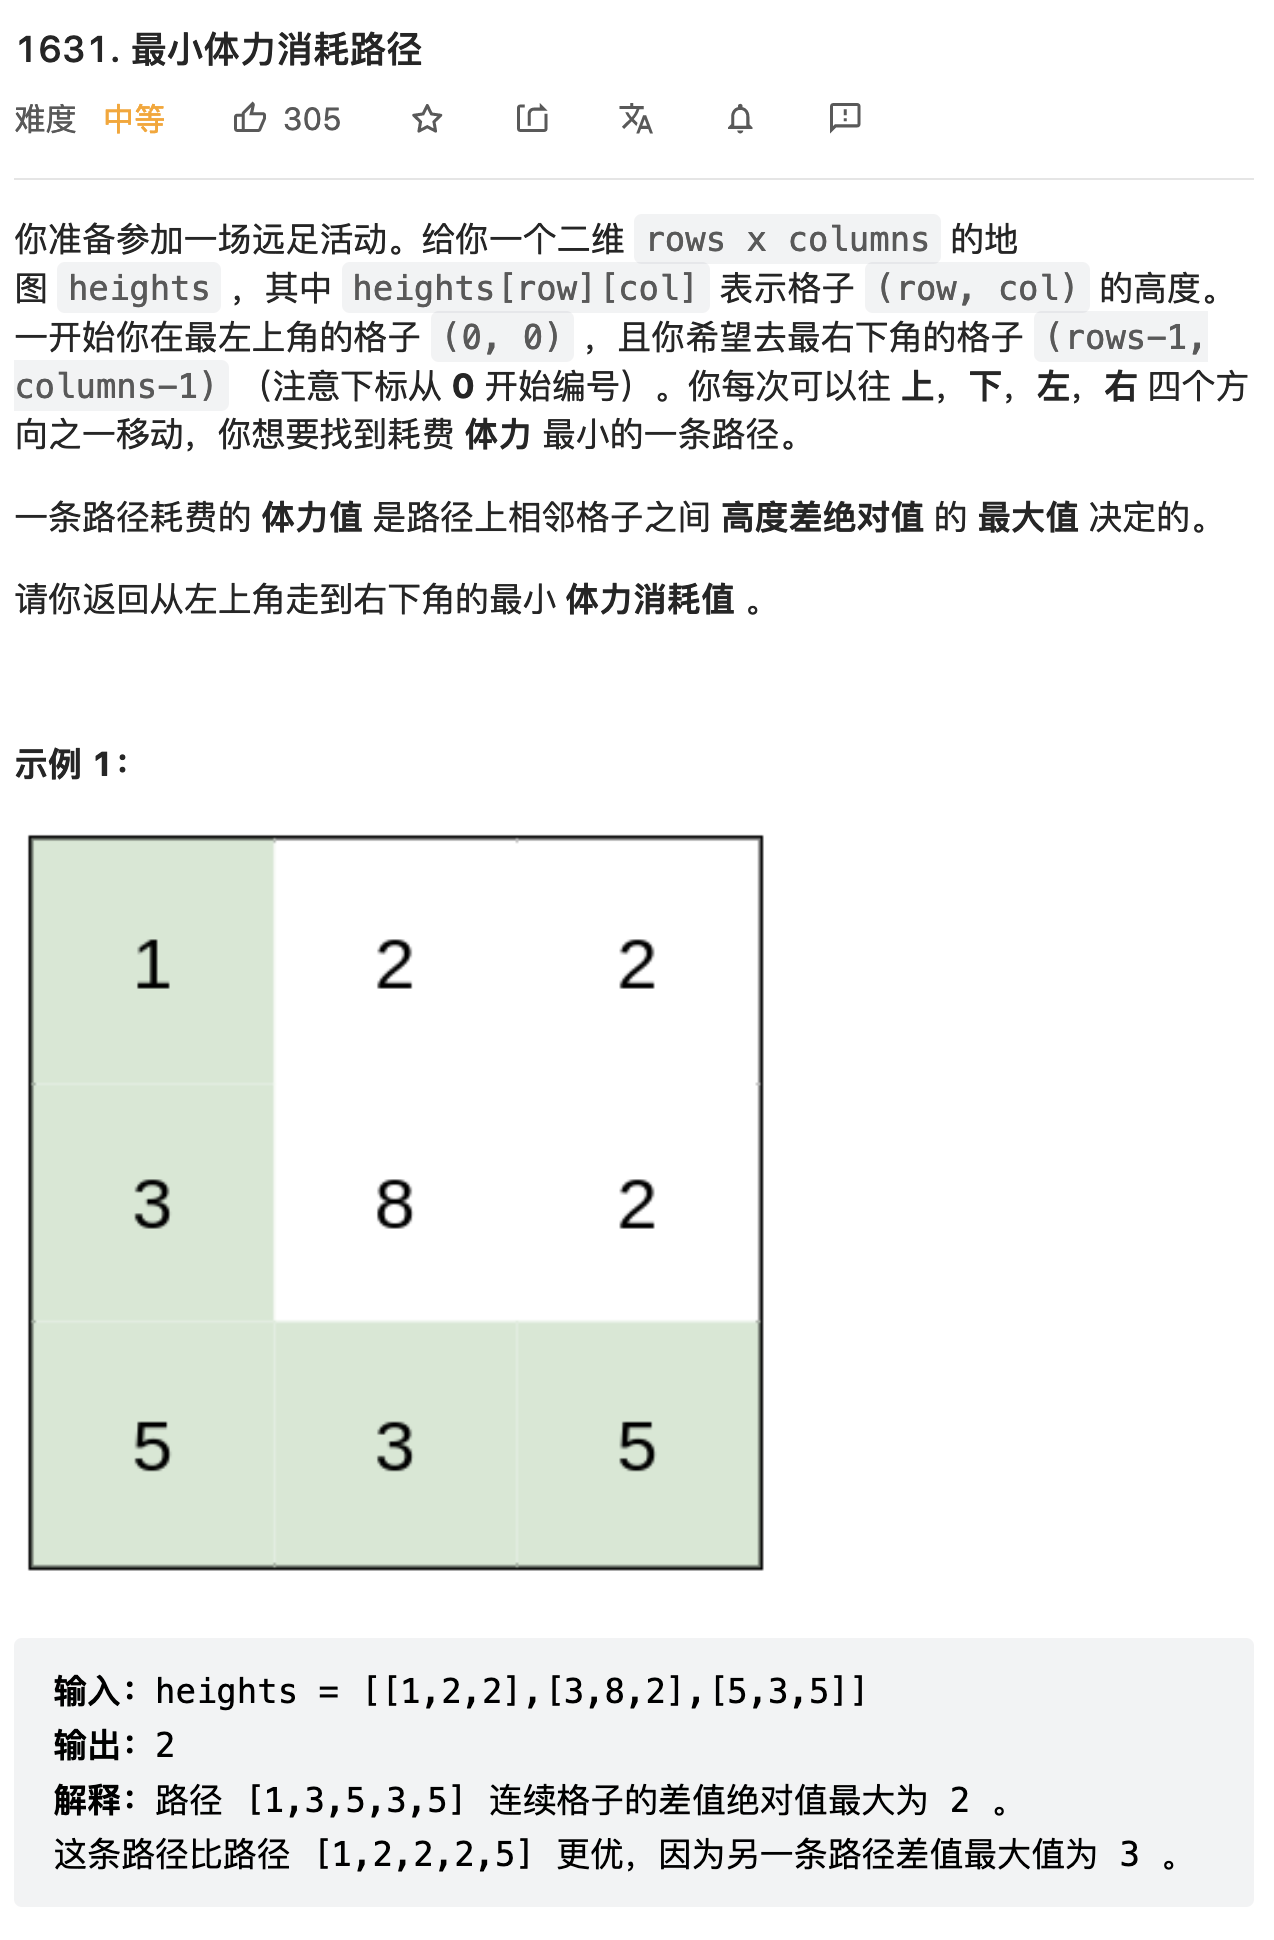 1631. 最小体力消耗路径
难度 中等 305
你准备参加一场远足活动。给你一个二维 rows x columns 的地
图 heights ，其中 heights[row][col] 表示格子 (row, col) 的高度。
一开始你在最左上角的格子 (0, 0) ，且你希望去最右下角的格子 (rows-1,
columns-1) （注意下标从 0 开始编号）。你每次可以往 上，下，左，右 四个方
向之一移动，你想要找到耗费 体力 最小的一条路径。
一条路径耗费的 体力值 是路径上相邻格子之间 高度差绝对值 的 最大值 决定的。
请你返回从左上角走到右下角的最小 体力消耗值 。
示例 1：
1 2 2
3 8 2
5 3 5
输入：heights = [[1,2,2],[3,8,2],[5,3,5]]
输出：2
解释：路径 [1,3,5,3,5] 连续格子的差值绝对值最大为 2 。
这条路径比路径 [1,2,2,2,5] 更优，因为另一条路径差值最大值为 3 。